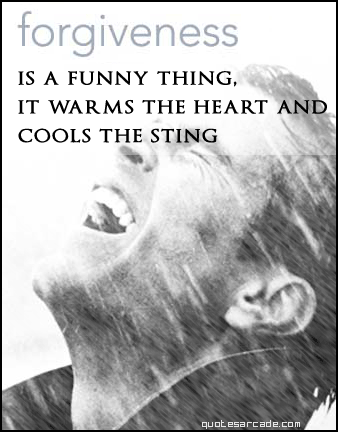 forgiveness
IS A FUNNY THING,
IT WARMS THE HEART AND
COOLS THE STING
quotesarcade.com